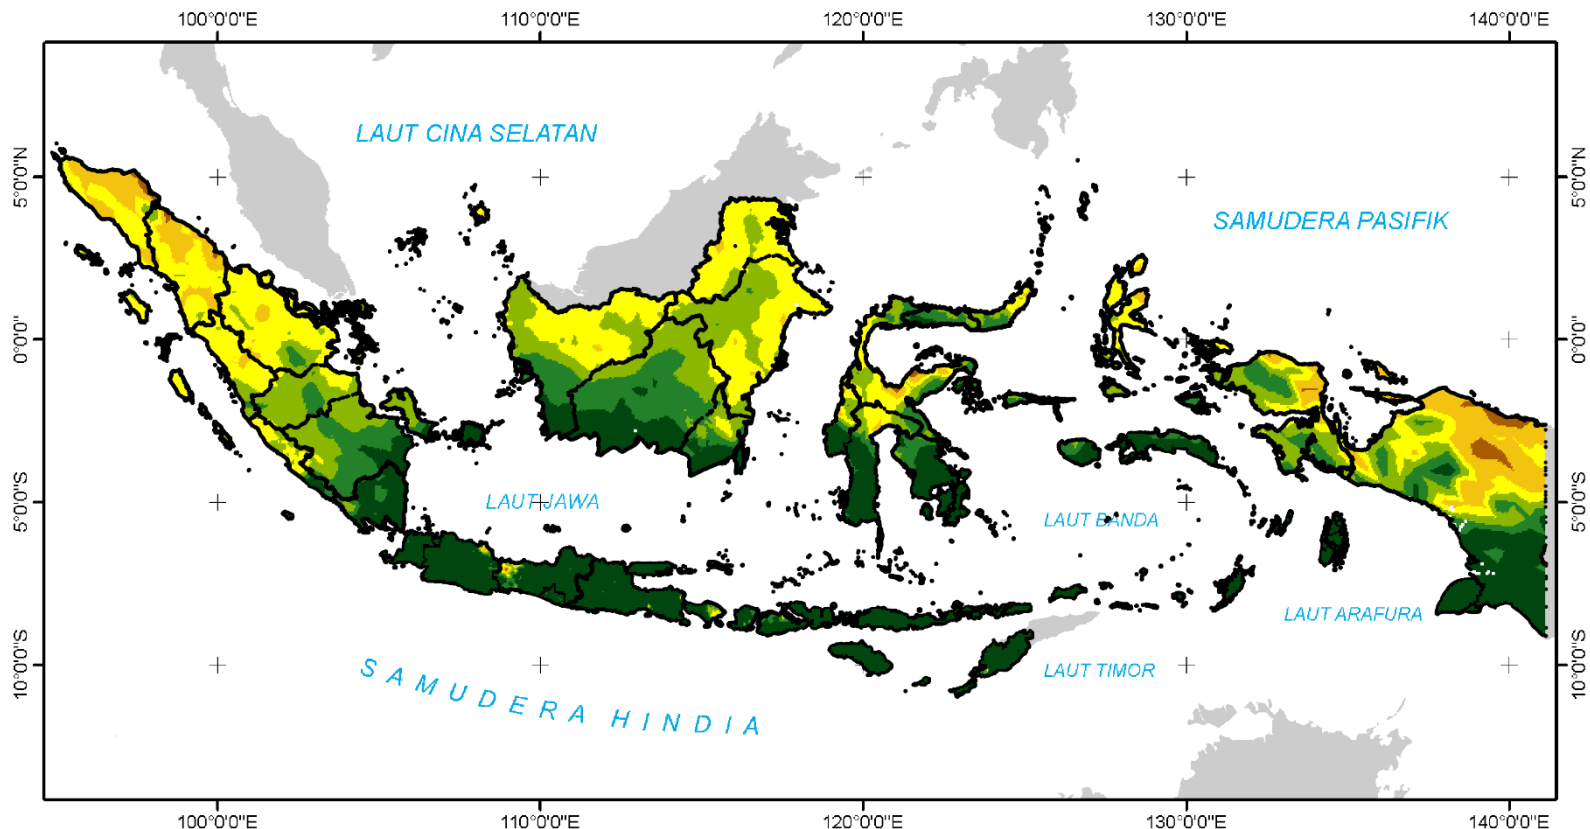 100°0'0"E 110°0'0"E 120°0'0"E 130°0'0"E 140°0'0"E
LAUT CINA SELATAN
5°0'0"N 5°0'0"N
SAMUDERA PASIFIK
0°0'0" 0°0'0"
5°0'0"S LAUT JAWA 5°0'0"S
LAUT BANDA
LAUT ARAFURA
10°0'0"S LAUT TIMOR 10°0'0"S
SAMUDERA HINDIA
100°0'0"E 110°0'0"E 120°0'0"E 130°0'0"E 140°0'0"E